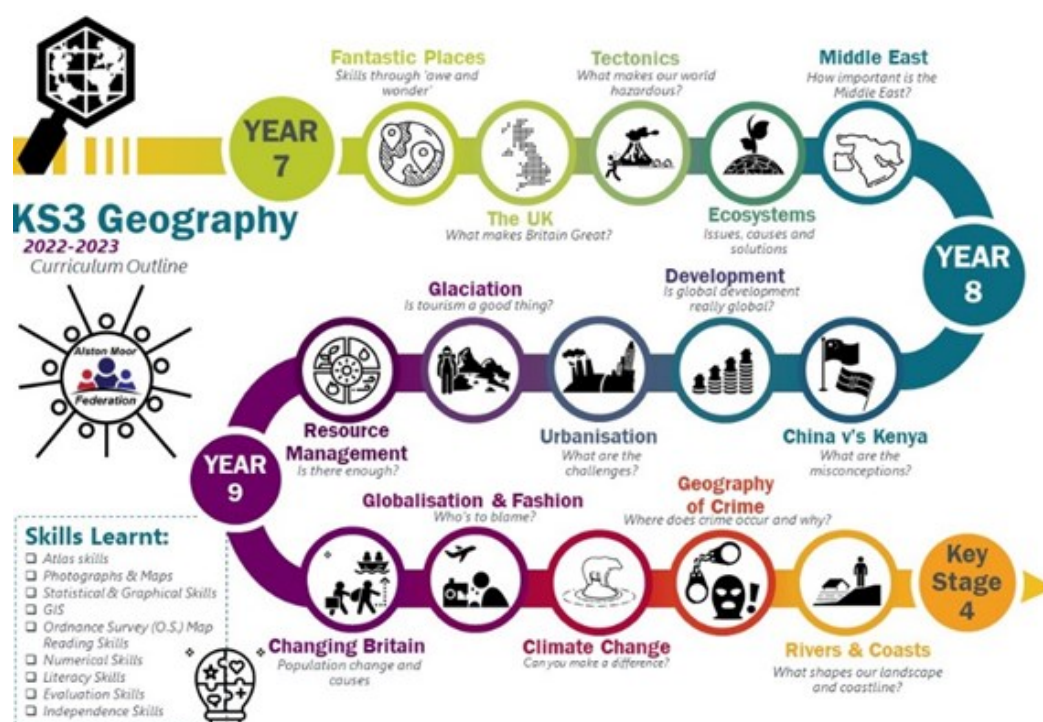 Fantastic Places
Skills through 'awe and
wonder'
Tectonics
What makes our world
hazardous?
Middle East
How important is the
Middle East?
YEAR
7
The UK
What makes Britain Great?
Ecosystems
Issues, causes and
solutions
KS3 Geography
2022-2023
Curriculum Outline
YEAR
8
Alston Moor
Federation
Glaciation
Is tourism a good thing?
Development
Is global development
really global?
Resource
Management
Is there enough?
Urbanisation
What are the
challenges?
China v's Kenya
What are the
misconceptions?
YEAR
9
Globalisation & Fashion
Who's to blame?
Geography
of Crime
Where does crime occur and why?
Key
Stage
4
Changing Britain
Population change and
causes
Climate Change
Can you make a difference?
Rivers & Coasts
What shapes our landscape
and coastline?
Skills Learnt:
Atlas skills
Photographs & Maps
Statistical & Graphical Skills
GIS
Ordnance Survey (O.S.) Map
Reading Skills
Numerical Skills
Literacy Skills
Evaluation Skills
Independence Skills